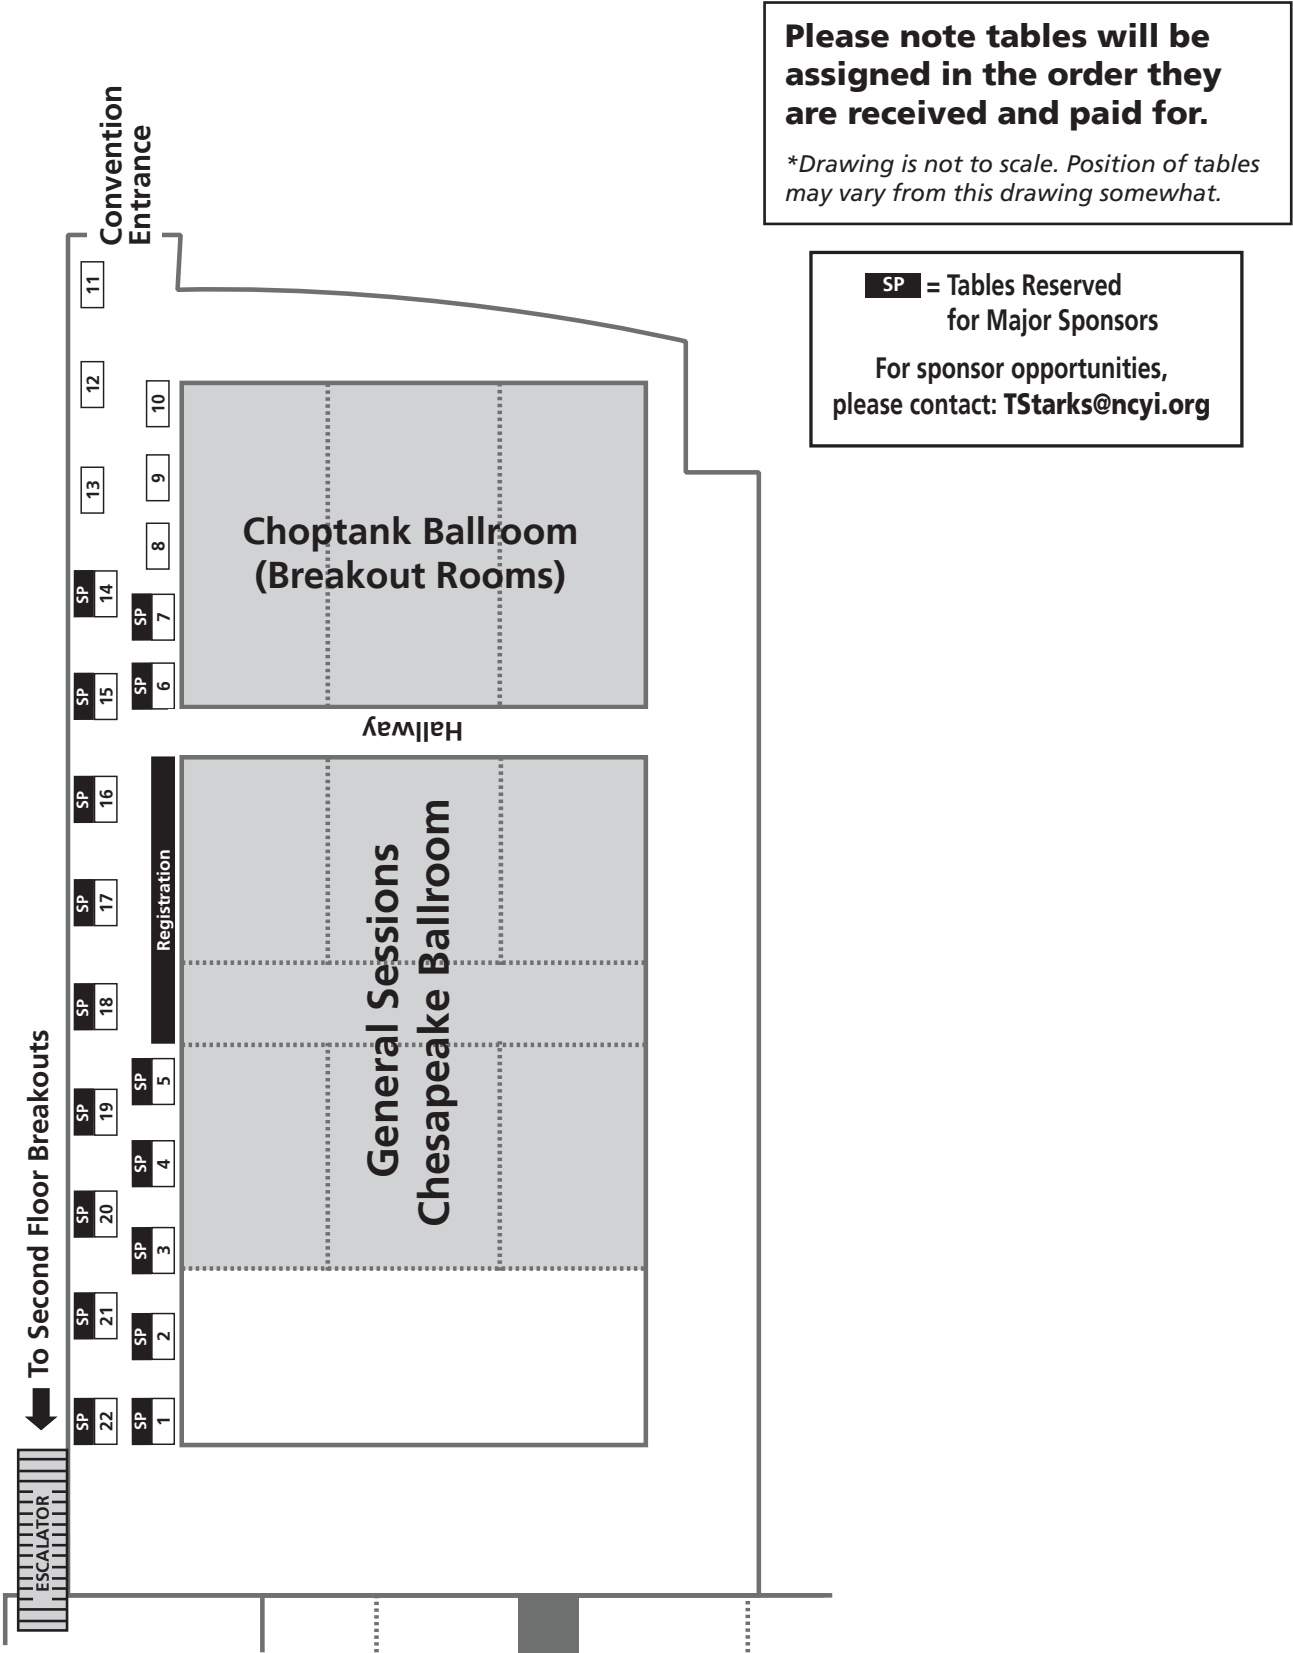 Please note tables will be
assigned in the order they
are received and paid for.
*Drawing is not to scale. Position of tables
may vary from this drawing somewhat.
SP = Tables Reserved
for Major Sponsors
For sponsor opportunities,
please contact: TStarks@ncyi.org
Convention
Entrance
11
12
10
13
9
8
SP 14
SP 7
SP 15
SP 6
Choptank Ballroom
(Breakout Rooms)
Hallway
SP 16
SP 17
SP 18
Registration
General Sessions
Chesapeake Ballroom
SP 5
SP 19
SP 4
SP 20
SP 3
SP 21
SP 2
SP 22
SP 1
To Second Floor Breakouts
ESCALATOR